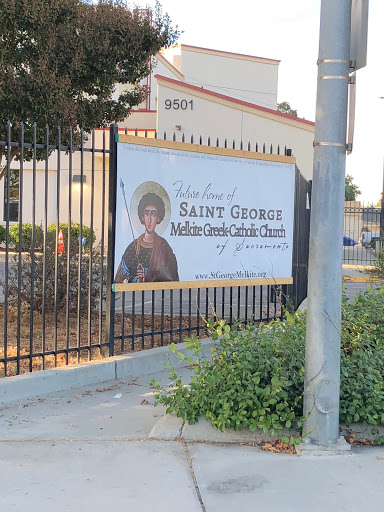 9501
Future home of
SAINT GEORGE
Melkite Greek-Catholic Church
of Sacramento
www.StGeorgeMelkite.org